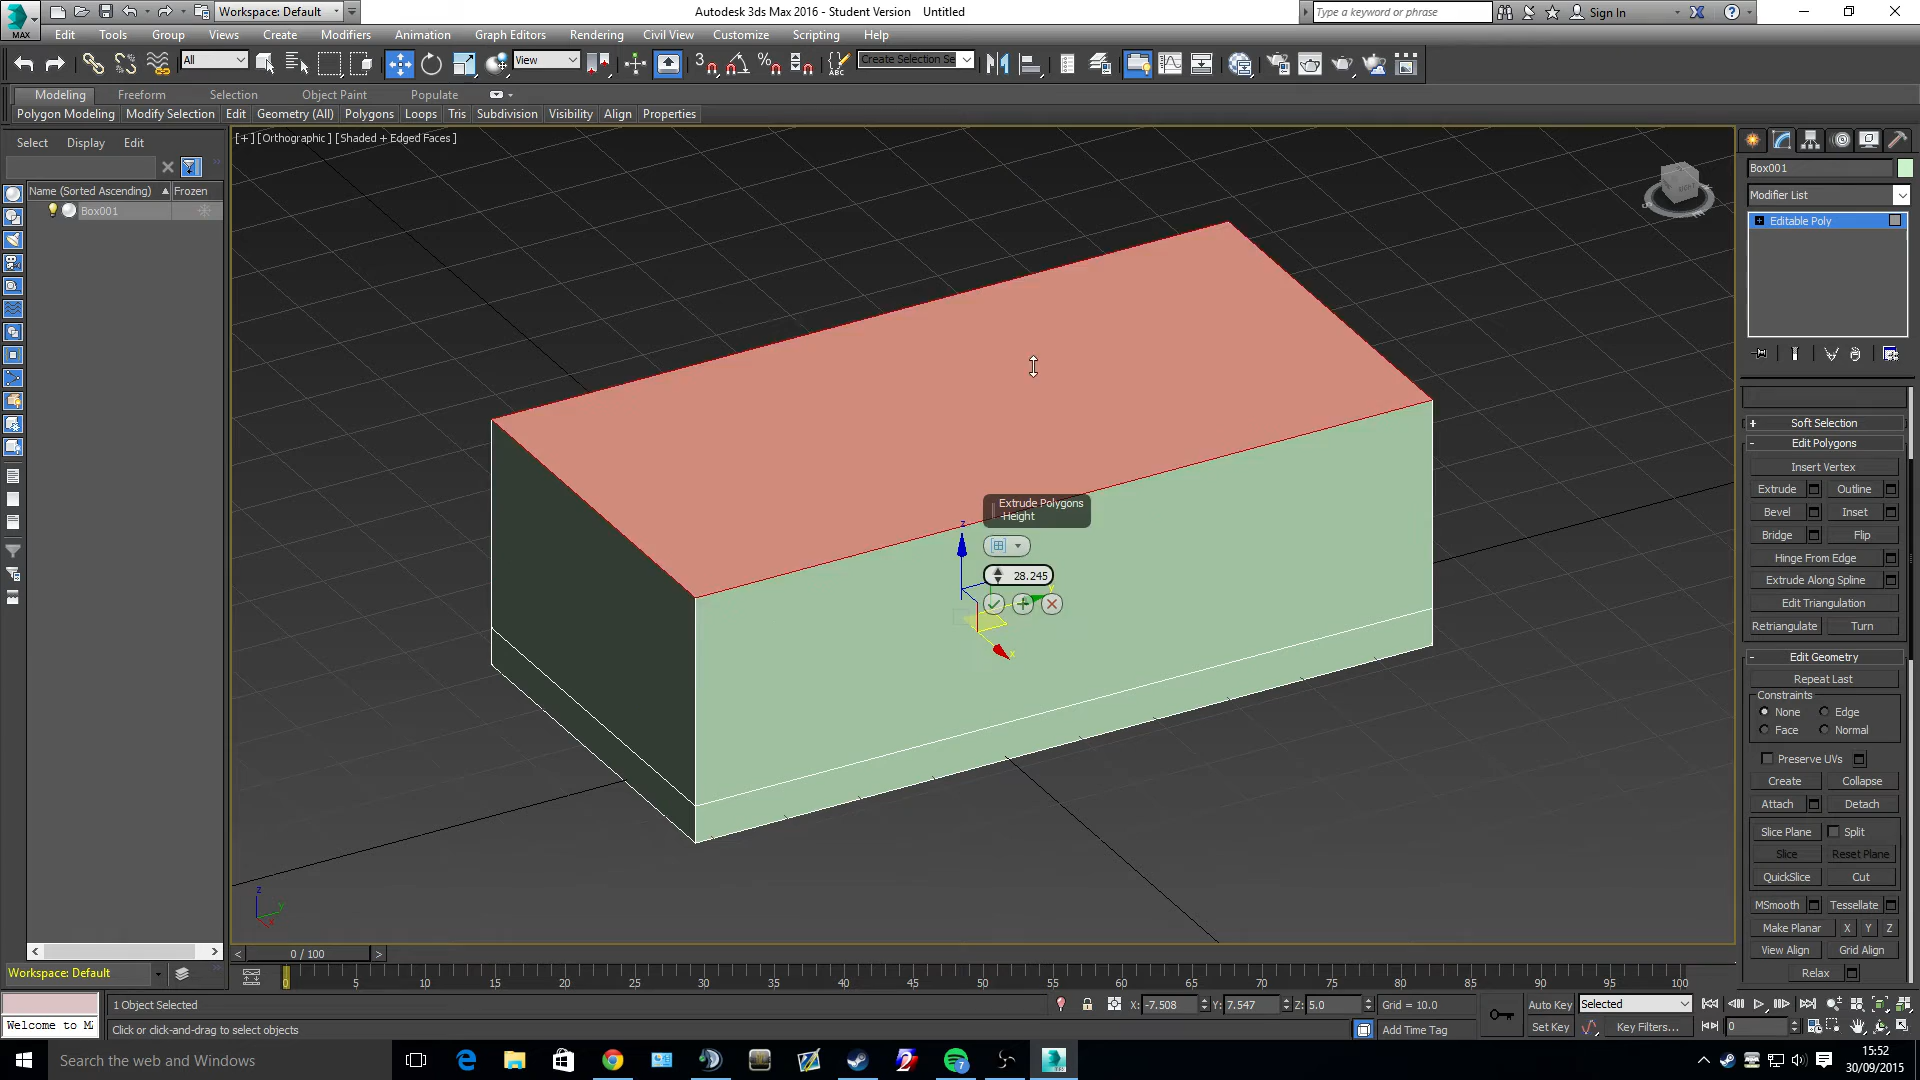 MAX
Workspace: Default
Autodesk 3ds Max 2016 - Student Version Untitled
Type a keyword or phrase
Sign In
Edit Tools Group Views Create Modifiers Animation Graph Editors Rendering Civil View Customize Scripting Help
All
View
3
Create Selection Se
ABC
Modeling Freeform Selection Object Paint Populate
Polygon Modeling Modify Selection Edit Geometry (All) Polygons Loops Tris Subdivision Visibility Align Properties
Select Display Edit
Name (Sorted Ascending) Frozen
Box001
[+] [Orthographic] [Shaded + Edged Faces]
Extrude Polygons
-Height
28.245
z
x
z
y
x
Box001
Modifier List
Editable Poly
+ Soft Selection
- Edit Polygons
Insert Vertex
Extrude Outline
Bevel Inset
Bridge Flip
Hinge From Edge
Extrude Along Spline
Edit Triangulation
Retriangulate Turn
- Edit Geometry
Repeat Last
Constraints
None Edge
Face Normal
Preserve UVs
Create Collapse
Attach Detach
Slice Plane Split
Slice Reset Plane
QuickSlice Cut
MSmooth Tessellate
Make Planar X Y Z
View Align Grid Align
Relax
< 0 / 100 >
Workspace: Default
0 5 10 15 20 25 30 35 40 45 50 55 60 65 70 75 80 85 90 95 100
1 Object Selected
X: -7.508 Y: 7.547 Z: 5.0 Grid = 10.0
Auto Key Selected
Welcome to M
Click or click-and-drag to select objects
Add Time Tag
Set Key Key Filters... 0
Search the web and Windows
7
15:52
30/09/2015